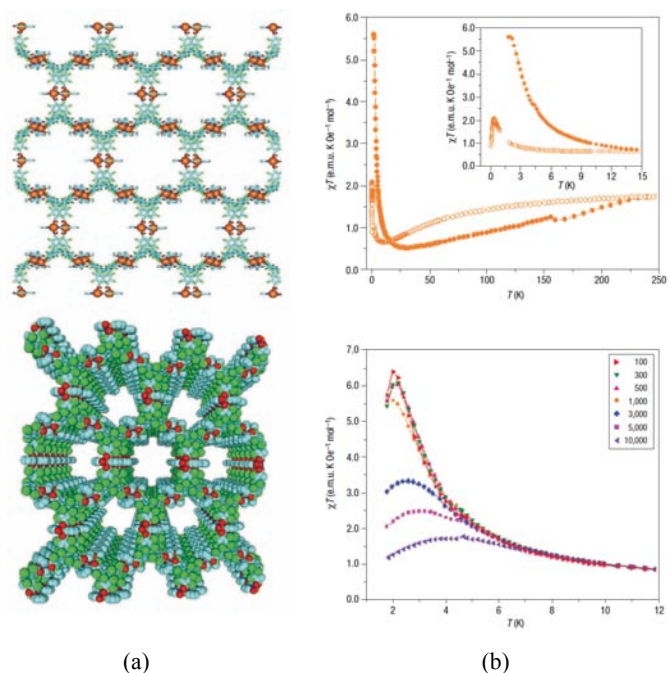 6.0
5.0
4.0
3.0
2.0
1.0
0.0
χT (e.m.u. K Oe⁻¹ mol⁻¹)
6.0
5.0
4.0
3.0
2.0
1.0
0.0
χT (e.m.u. K Oe⁻¹ mol⁻¹)
0 3 6 9 12 15
T (K)
0 50 100 150 200 250
T (K)
7.0
6.0
5.0
4.0
3.0
2.0
1.0
0.0
χT (e.m.u. K Oe⁻¹ mol⁻¹)
100
300
500
1,000
3,000
5,000
10,000
2 4 6 8 10 12
T (K)
(a) (b)